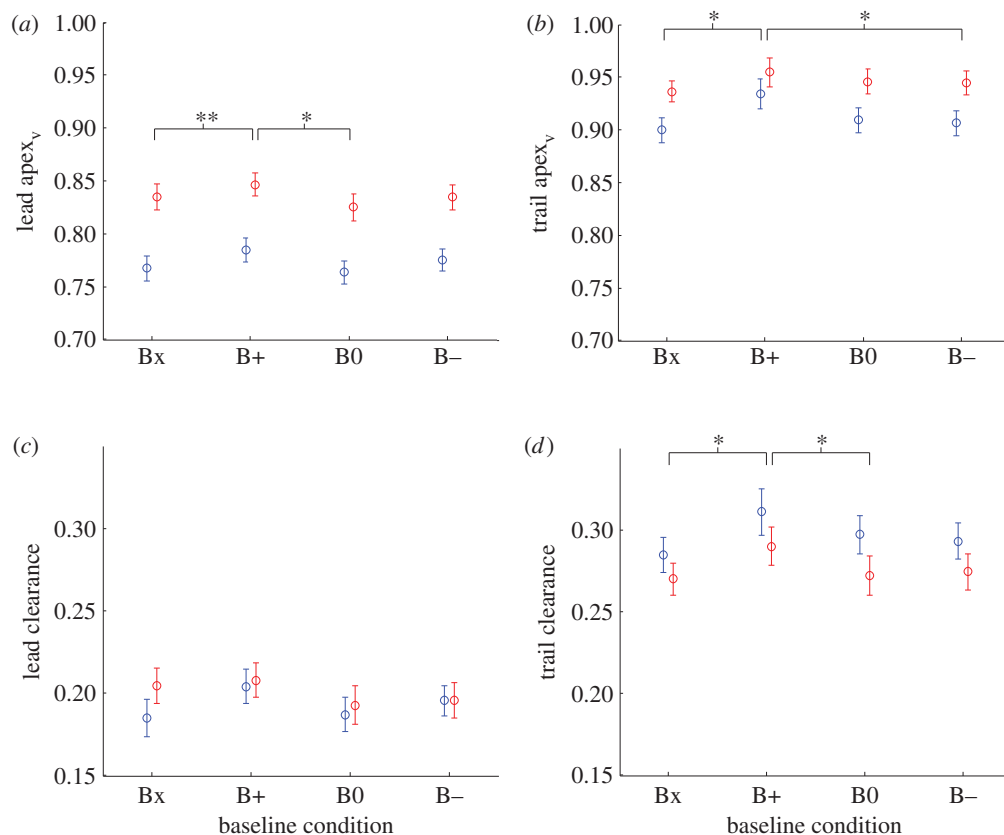 (a)
1.00
0.95
0.90
0.85
0.80
0.75
0.70
lead apexv
**
*
Bx B+ B0 B–
(b)
1.00
0.95
0.90
0.85
0.80
0.75
0.70
trail apexv
*
*
Bx B+ B0 B–
(c)
0.30
0.25
0.20
0.15
lead clearance
Bx B+ B0 B–
baseline condition
(d)
0.30
0.25
0.20
0.15
trail clearance
*
*
Bx B+ B0 B–
baseline condition